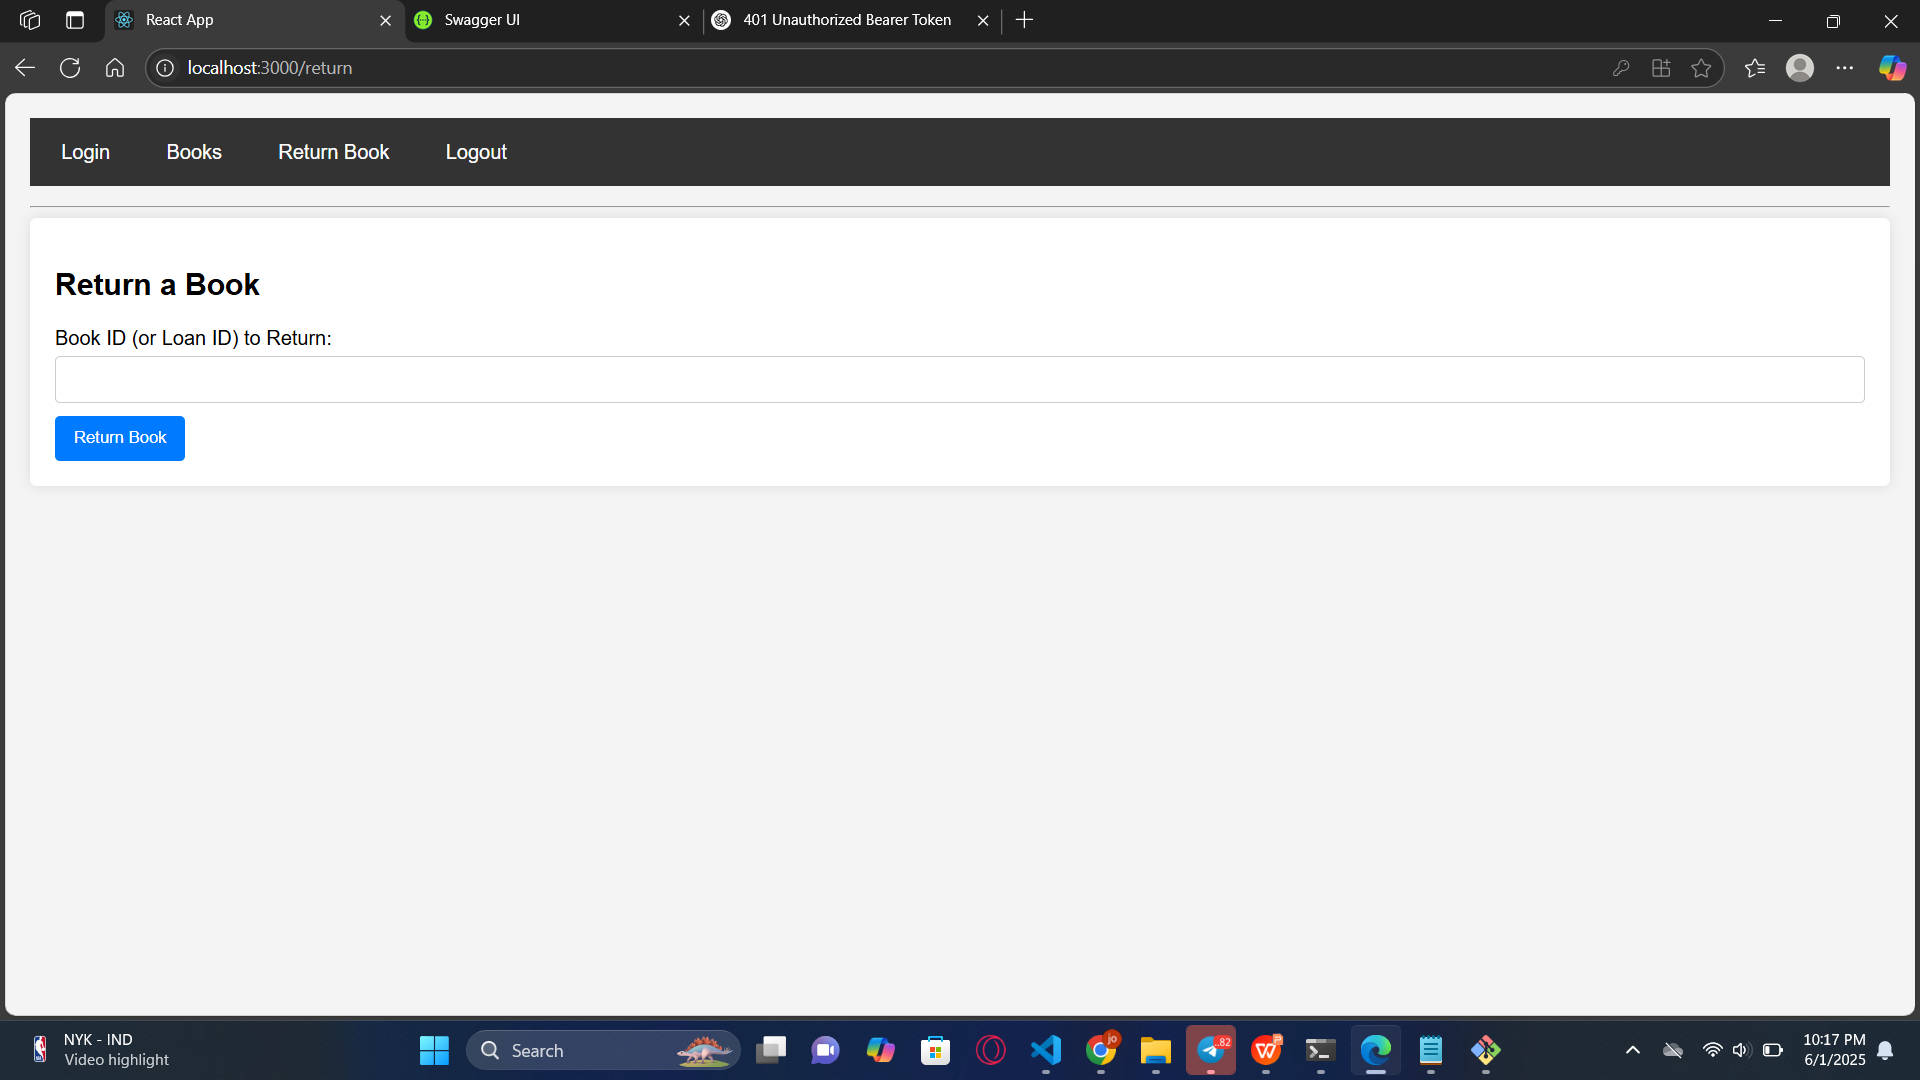 React App
Swagger UI
401 Unauthorized Bearer Token
localhost:3000/return
Login
Books
Return Book
Logout
Return a Book
Book ID (or Loan ID) to Return:
Return Book
NYK - IND
Video highlight
Search
jo
82
10:17 PM
6/1/2025